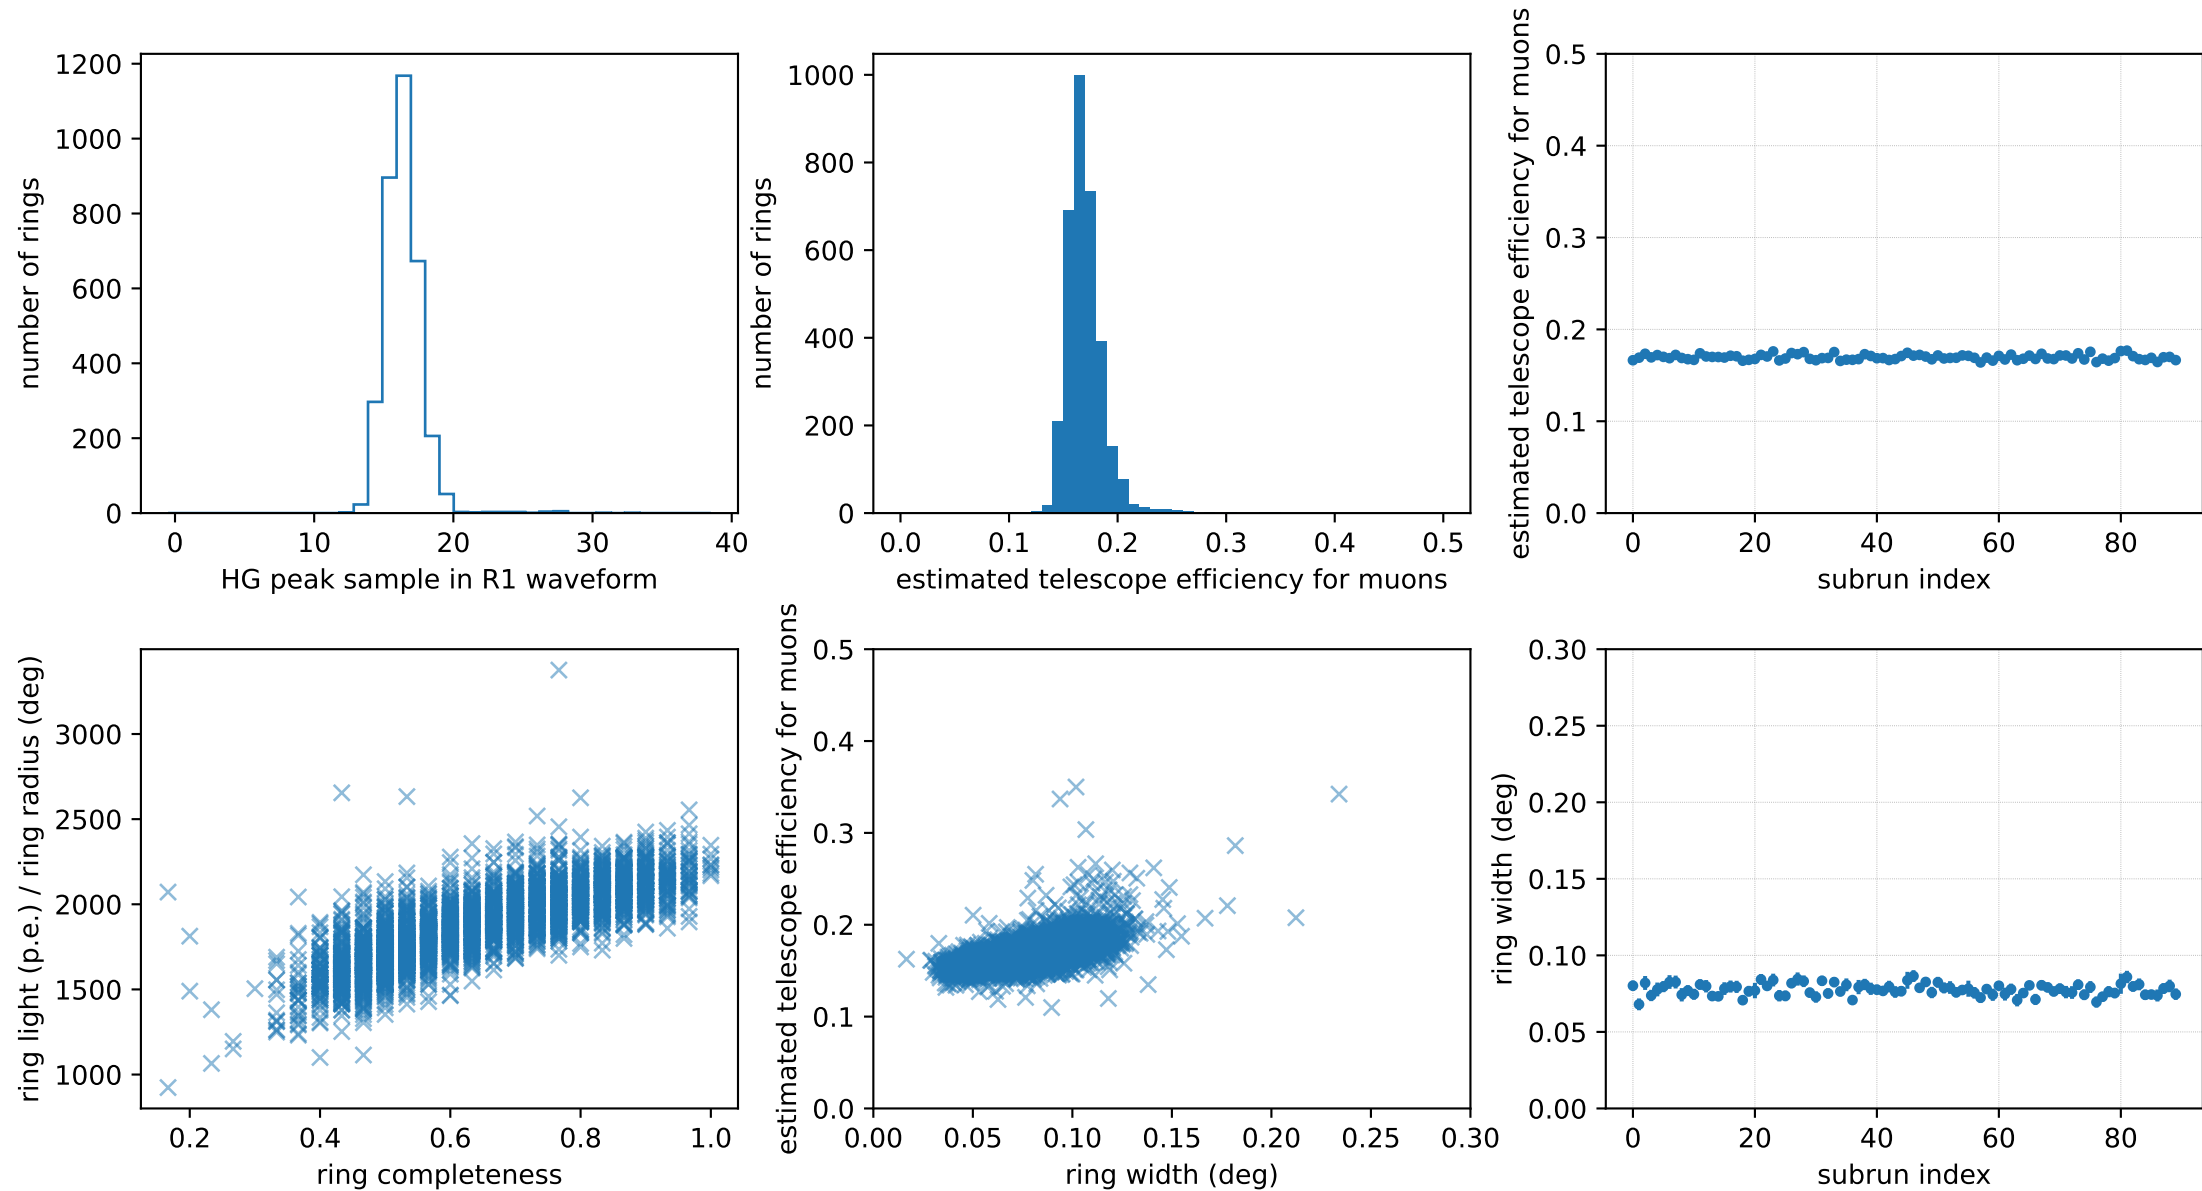 number of rings
1200
1000
800
600
400
200
0
0 10 20 30 40
HG peak sample in R1 waveform
number of rings
1000
800
600
400
200
0
0.0 0.1 0.2 0.3 0.4 0.5
estimated telescope efficiency for muons
estimated telescope efficiency for muons
0.5
0.4
0.3
0.2
0.1
0.0
0 20 40 60 80
subrun index
ring light (p.e.) / ring radius (deg)
3000
2500
2000
1500
1000
0.2 0.4 0.6 0.8 1.0
ring completeness
estimated telescope efficiency for muons
0.5
0.4
0.3
0.2
0.1
0.0
0.00 0.05 0.10 0.15 0.20 0.25 0.30
ring width (deg)
ring width (deg)
0.30
0.25
0.20
0.15
0.10
0.05
0.00
0 20 40 60 80
subrun index